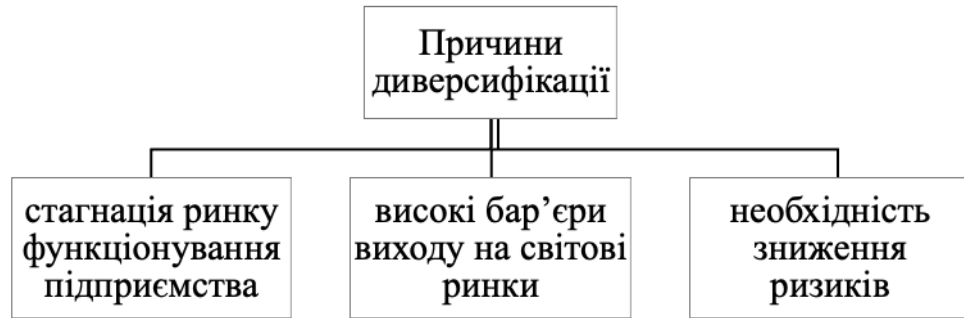 Причини
диверсифікації
стагнація ринку
функціонування
підприємства
високі бар’єри
виходу на світові
ринки
необхідність
зниження
ризиків